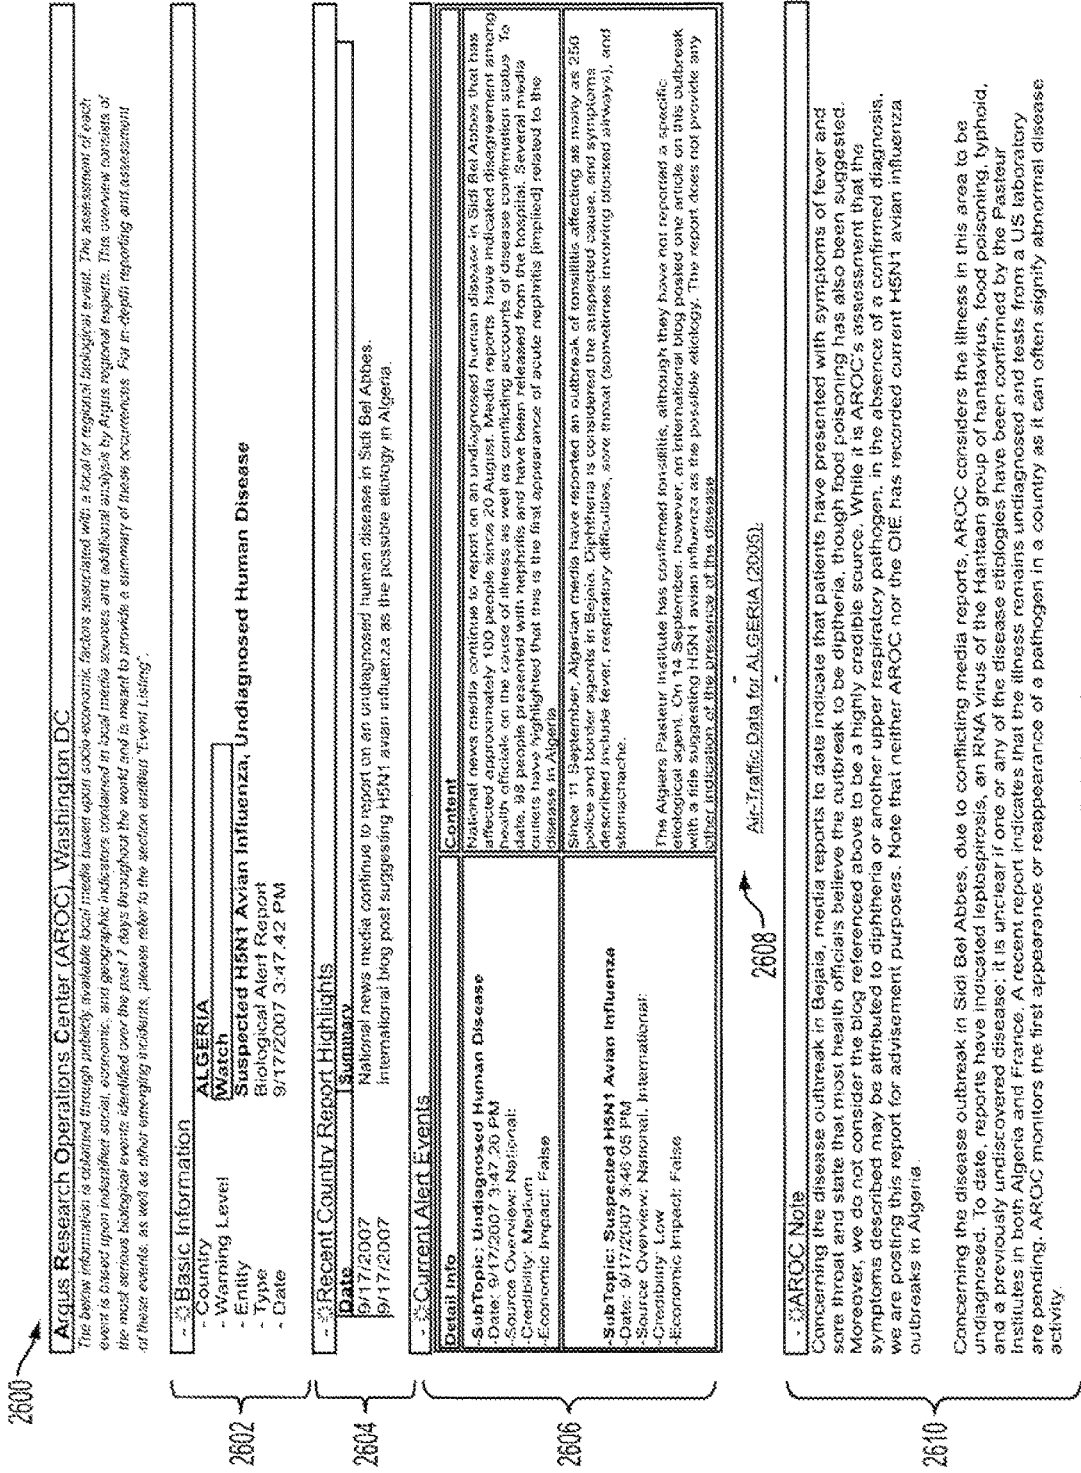 2600
Argus Research Operations Center (AROC), Washington DC
The below information is obtained through publicly available local media based upon socio-economic factors associated with a local or regional biological event. The assessment of each
event is based upon indentified social, economic, and geographic indicators contained in local media sources and additional analysis by Argus regional experts. This overview consists of
the most serious biological events identified over the past 7 days throughout the world and is meant to provide a summary of these occurrences. For in-depth reporting and assessment
of these events, as well as other emerging incidents, please refer to the section entitled "Event Listing".
2602
- Basic Information
- Country ALGERIA
- Warning Level Watch
- Entity Suspected H5N1 Avian Influenza, Undiagnosed Human Disease
- Type Biological Alert Report
- Date 9/17/2007 3:47:42 PM
2604
- Recent Country Report Highlights
Date Summary
9/17/2007 National news media continue to report on an undiagnosed human disease in Sidi Bel Abbes.
9/17/2007 International blog post suggesting H5N1 avian influenza as the possible etiology in Algeria.
2606
- Current Alert Events
Detail Info Content
-SubTopic: Undiagnosed Human Disease
-Date: 9/17/2007 3:47:20 PM
-Source Overview: National:
-Credibility: Medium
-Economic Impact: False
National news media continue to report on an undiagnosed human disease in Sidi Bel Abbes that has
affected approximately 100 people since 20 August. Media reports have indicated disagreement among
health officials on the cause of illness as well as conflicting accounts of disease confirmation status. To
date, 98 people presented with nephritis and have been released from the hospital. Several media
outlets have highlighted that this is the first appearance of acute nephritis [implied] related to the
disease in Algeria
-SubTopic: Suspected H5N1 Avian Influenza
-Date: 9/17/2007 3:46:05 PM
-Source Overview: National, International:
-Credibility: Low
-Economic Impact: False
Since 11 September, Algerian media have reported an outbreak of tonsillitis affecting as many as 250
police and border agents in Bejaia. Diphtheria is considered the suspected cause, and symptoms
described include fever, respiratory difficulties, sore throat (sometimes involving blocked airways), and
stomachache.
The Algiers Pasteur Institute has confirmed tonsillitis, although they have not reported a specific
etiological agent. On 14 September, however, an international blog posted one article on this outbreak
with a title suggesting H5N1 avian influenza as the possible etiology. The report does not provide any
other indication of the presence of the disease
2608
Air-Traffic Data for ALGERIA (2005):
2610
- AROC Note
Concerning the disease outbreak in Bejaia, media reports to date indicate that patients have presented with symptoms of fever and
sore throat and state that most health officials believe the outbreak to be diptheria, though food poisoning has also been suggested.
Moreover, we do not consider the blog referenced above to be a highly credible source. While it is AROC's assessment that the
symptoms described may be attributed to diphtheria or another upper respiratory pathogen, in the absence of a confirmed diagnosis,
we are posting this report for advisement purposes. Note that neither AROC nor the OIE has recorded current H5N1 avian influenza
outbreaks in Algeria.
Concerning the disease outbreak in Sidi Bel Abbes, due to conflicting media reports, AROC considers the illness in this area to be
undiagnosed. To date, reports have indicated leptospirosis, an RNA virus of the Hantaan group of hantavirus, food poisoning, typhoid,
and a previously undiscovered disease; it is unclear if one or any of the disease etiologies have been confirmed by the Pasteur
Institutes in both Algeria and France. A recent report indicates that the illness remains undiagnosed and tests from a US laboratory
are pending. AROC monitors the first appearance or reappearance of a pathogen in a country as it can often signify abnormal disease
activity.